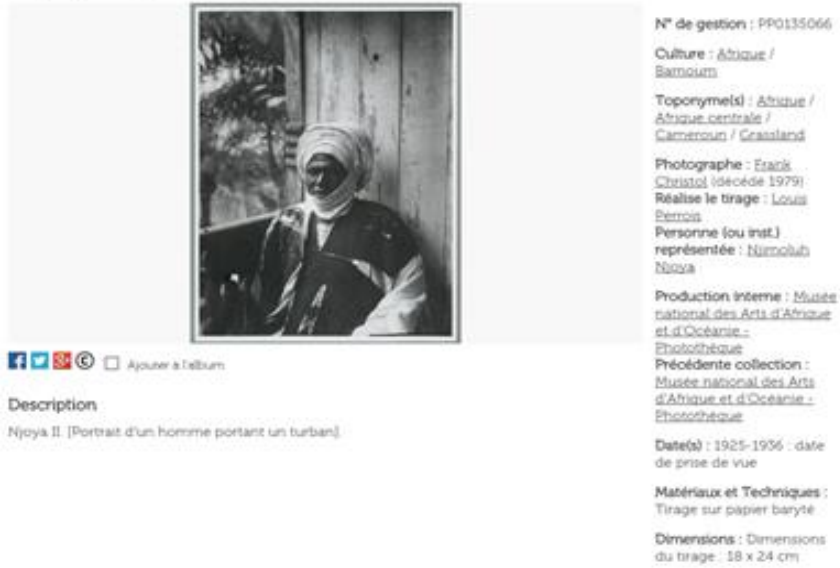 N° de gestion : PP0135066
Culture : Afrique /
Bamoum
Toponyme(s) : Afrique /
Afrique centrale /
Cameroun / Grassland
Photographe : Frank
Christol (décédé 1979)
Réalise le tirage : Louis
Perrois
Personne (ou inst.)
représentée : Njimoluh
Njoya
Production interne : Musée
national des Arts d'Afrique
et d'Océanie -
Photothèque
Précédente collection :
Musée national des Arts
d'Afrique et d'Océanie -
Photothèque
Date(s) : 1925-1936 : date
de prise de vue
Matériaux et Techniques :
Tirage sur papier baryté
Dimensions : Dimensions
du tirage : 18 x 24 cm
Ajouter à l'album
Description
Njoya II. [Portrait d'un homme portant un turban].